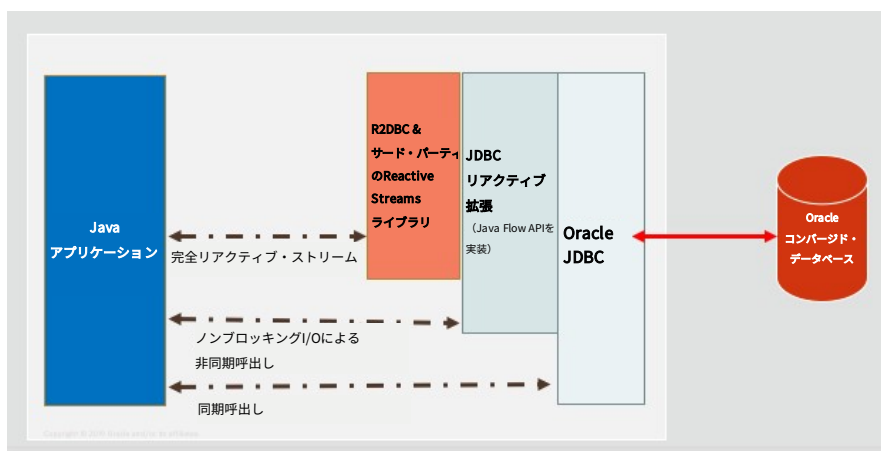 Java
アプリケーション
R2DBC &
サード・パーティ
のReactive
Streams
ライブラリ
JDBC
リアクティブ
拡張
（Java Flow APIを
実装）
Oracle
JDBC
Oracle
コンバージド・
データベース
完全リアクティブ・ストリーム
ノンブロッキングI/Oによる
非同期呼出し
同期呼出し